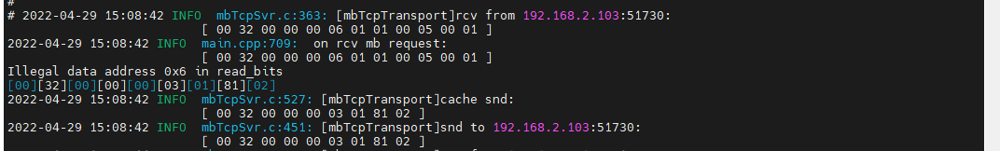 #
# 2022-04-29 15:08:42 INFO  mbTcpSvr.c:363: [mbTcpTransport]rcv from 192.168.2.103:51730:
[ 00 32 00 00 00 06 01 01 00 05 00 01 ]
2022-04-29 15:08:42 INFO  main.cpp:709:  on rcv mb request:
[ 00 32 00 00 00 06 01 01 00 05 00 01 ]
Illegal data address 0x6 in read_bits
[00][32][00][00][00][03][01][81][02]
2022-04-29 15:08:42 INFO  mbTcpSvr.c:527: [mbTcpTransport]cache snd:
[ 00 32 00 00 00 03 01 81 02 ]
2022-04-29 15:08:42 INFO  mbTcpSvr.c:451: [mbTcpTransport]snd to 192.168.2.103:51730:
[ 00 32 00 00 00 03 01 81 02 ]